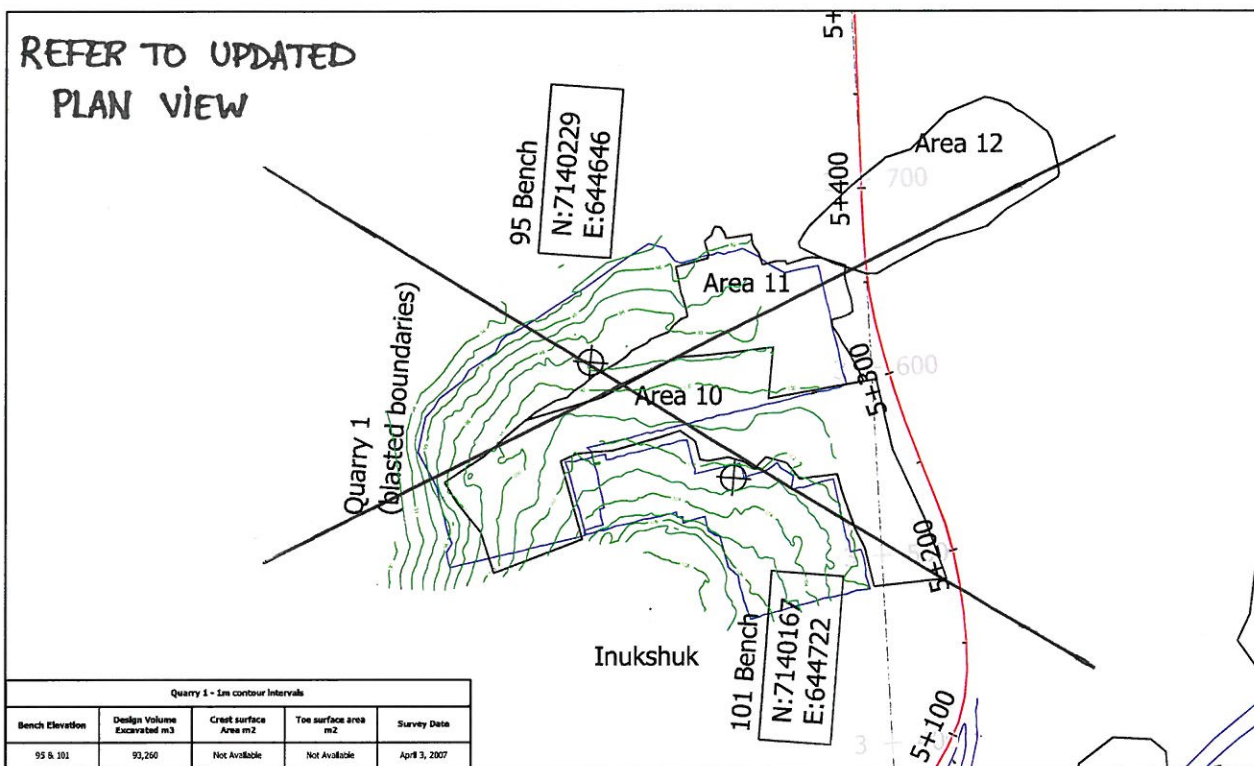 REFER TO UPDATED
PLAN VIEW
5+
95 Bench
N:7140229
E:644646
5+400
Area 12
700
Area 11
Quarry 1
(blasted boundaries)
Area 10
5+300
600
5+200
Inukshuk
101 Bench
N:7140167
E:644722
5+100
Quarry 1 - 1m contour intervals
Bench Elevation Design Volume Excavated m3 Crest surface Area m2 Toe surface area m2 Survey Date
95 & 101 93,260 Not Available Not Available April 3, 2007